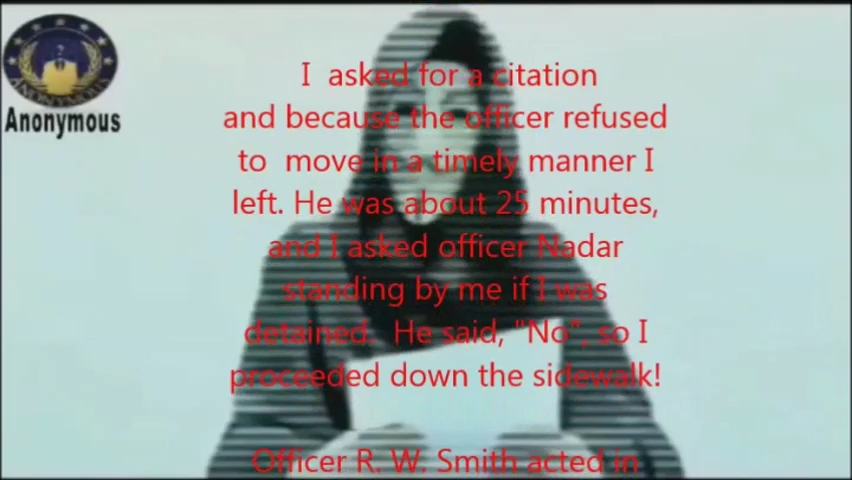 ANONYMOUS
Anonymous
I asked for a citation
and because the officer refused
to move in a timely manner I
left. He was about 25 minutes,
and I asked officer Nadar
standing by me if I was
detained. He said, "No", so I
proceeded down the sidewalk!
Officer R. W. Smith acted in